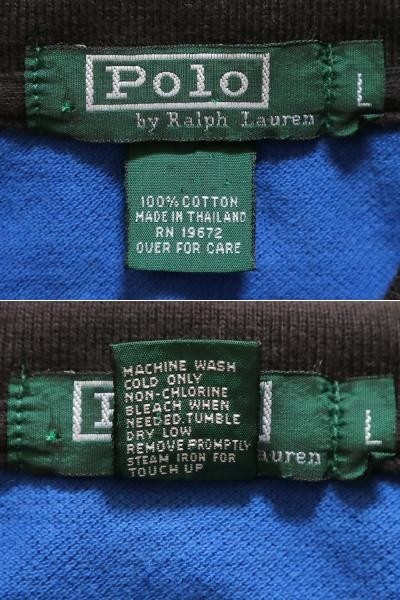 Polo
by Ralph Lauren
L
100% COTTON
MADE IN THAILAND
RN 19672
OVER FOR CARE
MACHINE WASH
COLD ONLY
NON-CHLORINE
BLEACH WHEN
NEEDED.TUMBLE
DRY LOW
REMOVE PROMPTLY
STEAM IRON FOR
TOUCH UP
auren
L